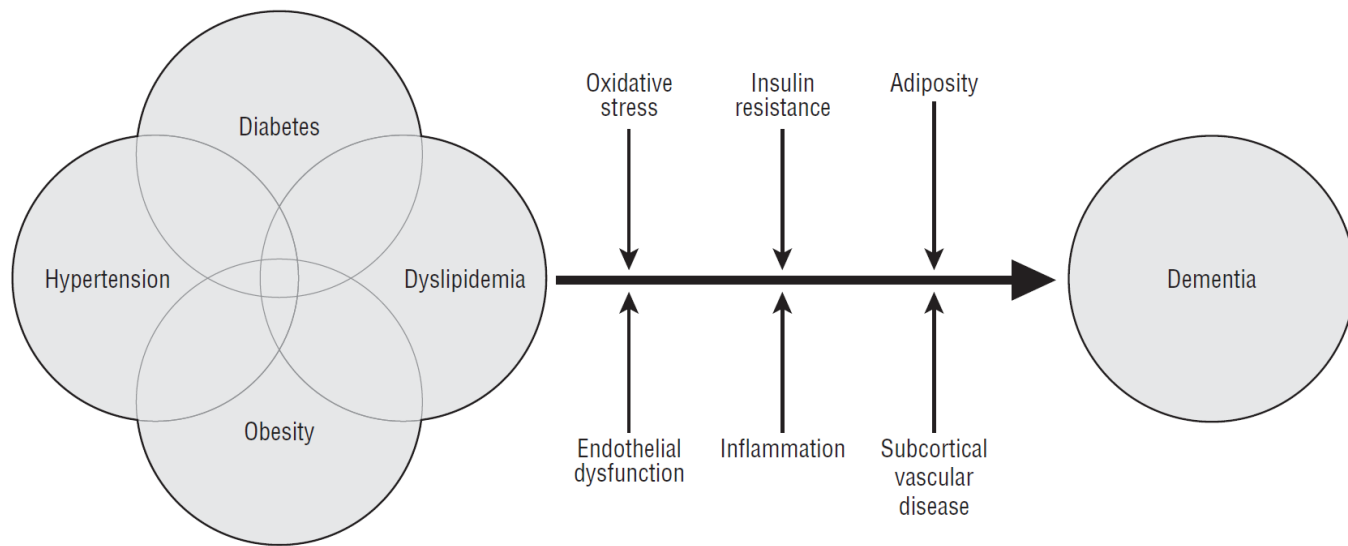 Diabetes
Hypertension
Dyslipidemia
Obesity
Oxidative
stress
Insulin
resistance
Adiposity
Endothelial
dysfunction
Inflammation
Subcortical
vascular
disease
Dementia